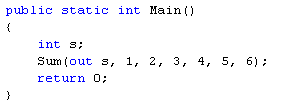 public static int Main()
{
    int s;
    Sum(out s, 1, 2, 3, 4, 5, 6);
    return 0;
}